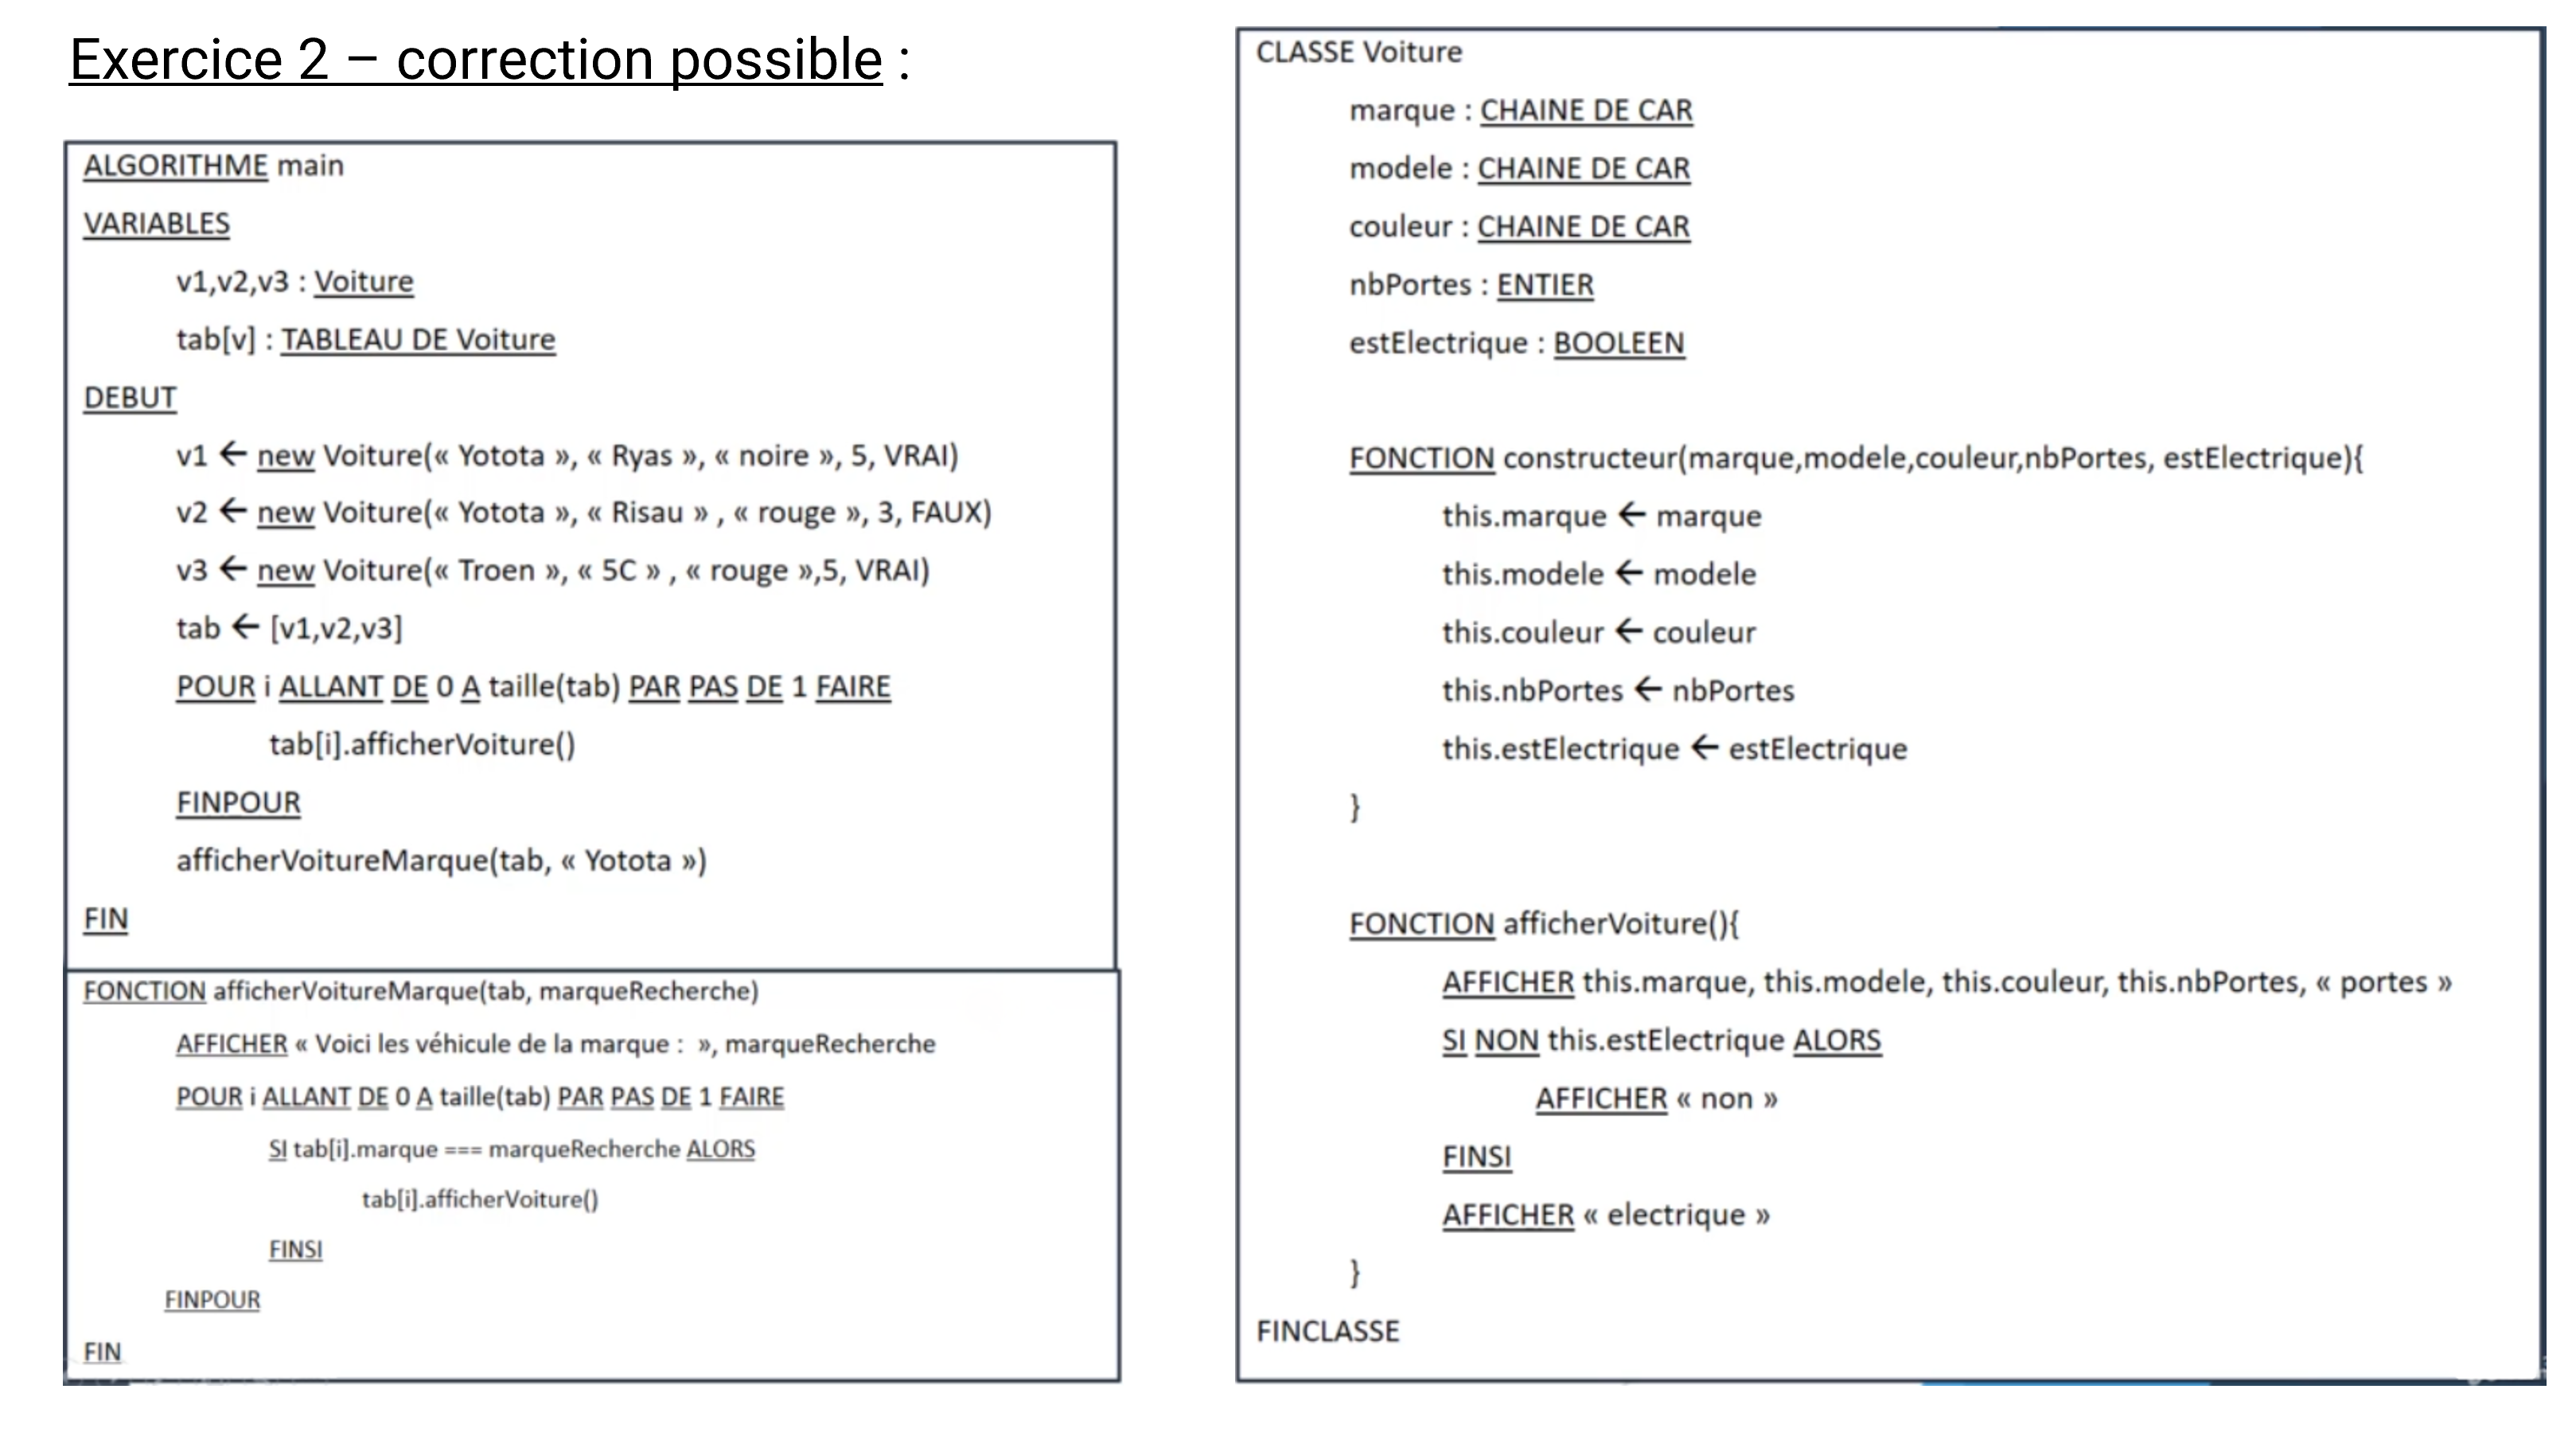 Exercice 2 – correction possible :
ALGORITHME main
VARIABLES
v1,v2,v3 : Voiture
tab[v] : TABLEAU DE Voiture
DEBUT
v1 ← new Voiture(« Yotota », « Ryas », « noire », 5, VRAI)
v2 ← new Voiture(« Yotota », « Risau » , « rouge », 3, FAUX)
v3 ← new Voiture(« Troen », « 5C » , « rouge »,5, VRAI)
tab ← [v1,v2,v3]
POUR i ALLANT DE 0 A taille(tab) PAR PAS DE 1 FAIRE
tab[i].afficherVoiture()
FINPOUR
afficherVoitureMarque(tab, « Yotota »)
FIN
FONCTION afficherVoitureMarque(tab, marqueRecherche)
AFFICHER « Voici les véhicule de la marque :  », marqueRecherche
POUR i ALLANT DE 0 A taille(tab) PAR PAS DE 1 FAIRE
SI tab[i].marque === marqueRecherche ALORS
tab[i].afficherVoiture()
FINSI
FINPOUR
FIN
CLASSE Voiture
marque : CHAINE DE CAR
modele : CHAINE DE CAR
couleur : CHAINE DE CAR
nbPortes : ENTIER
estElectrique : BOOLEEN
FONCTION constructeur(marque,modele,couleur,nbPortes, estElectrique){
this.marque ← marque
this.modele ← modele
this.couleur ← couleur
this.nbPortes ← nbPortes
this.estElectrique ← estElectrique
}
FONCTION afficherVoiture(){
AFFICHER this.marque, this.modele, this.couleur, this.nbPortes, « portes »
SI NON this.estElectrique ALORS
AFFICHER « non »
FINSI
AFFICHER « electrique »
}
FINCLASSE